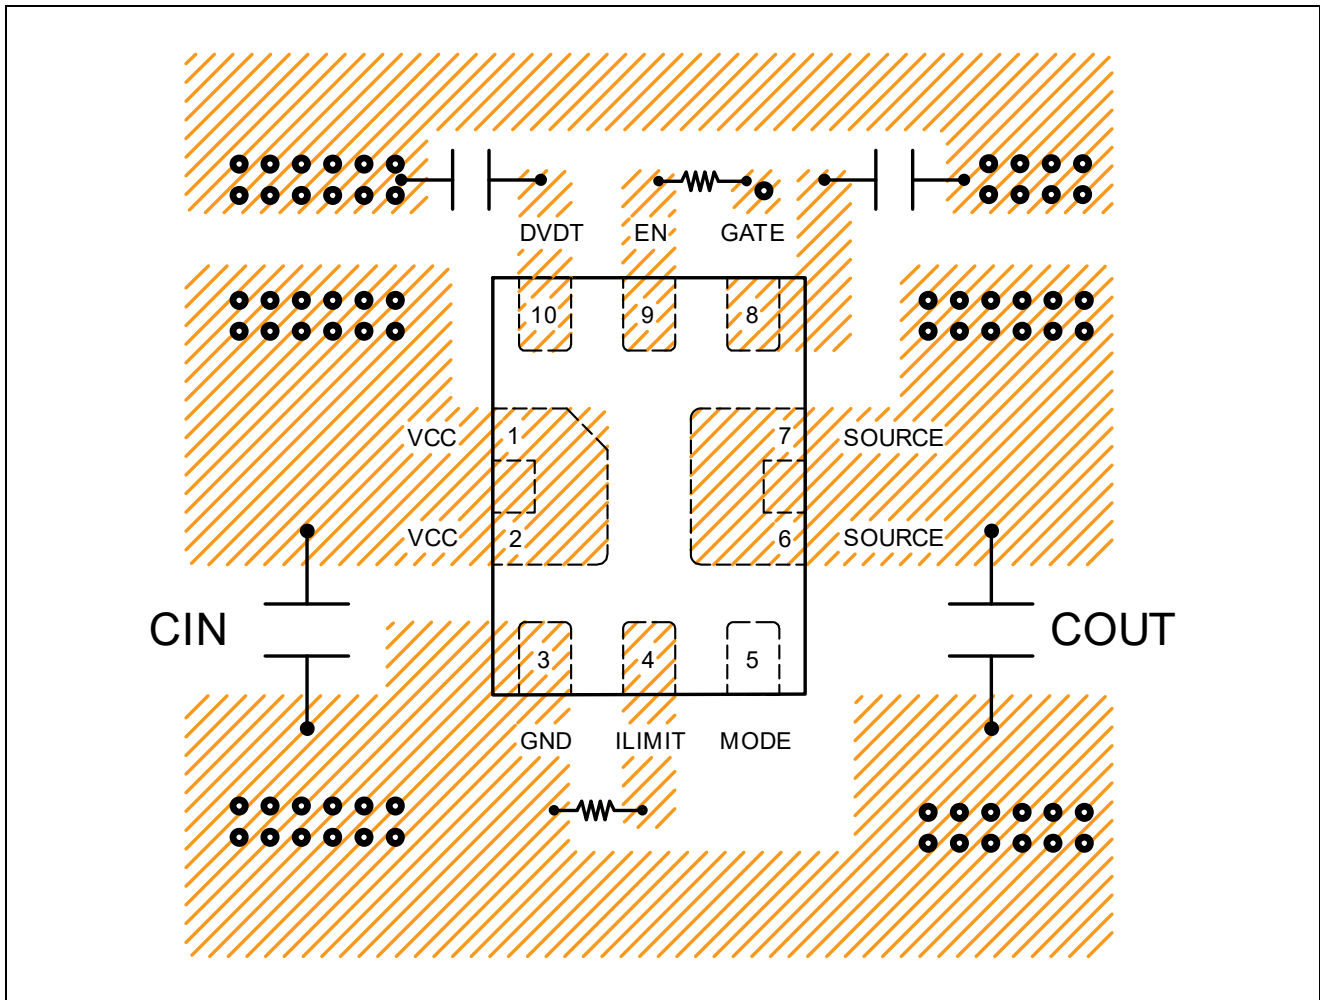 DVDT EN GATE
10 9 8
VCC 1 7 SOURCE
VCC 2 6 SOURCE
CIN COUT
3 4 5
GND ILIMIT MODE